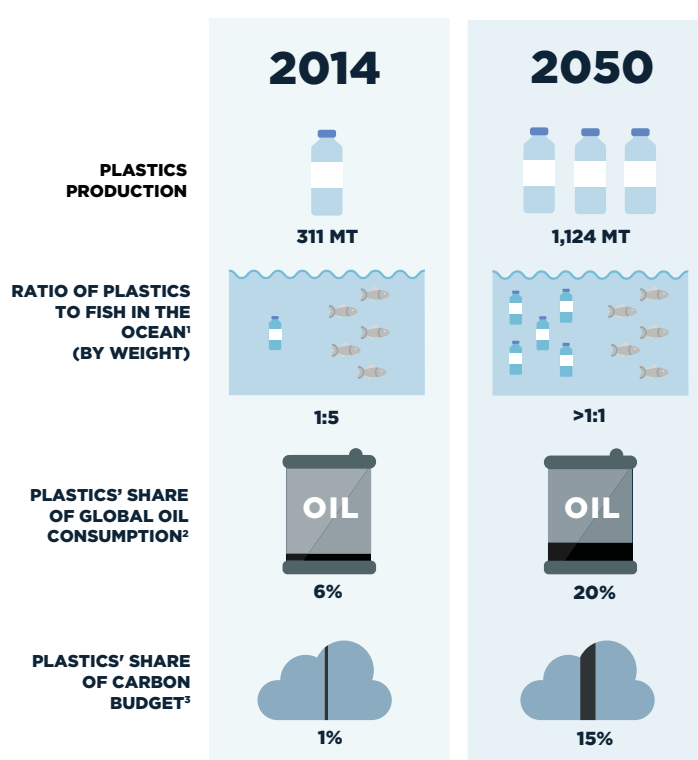 2014
2050
PLASTICS
PRODUCTION
311 MT
1,124 MT
RATIO OF PLASTICS
TO FISH IN THE
OCEAN¹
(BY WEIGHT)
1:5
>1:1
PLASTICS’ SHARE
OF GLOBAL OIL
CONSUMPTION²
OIL
OIL
6%
20%
PLASTICS' SHARE
OF CARBON
BUDGET³
1%
15%